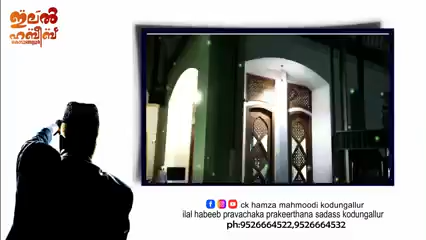 ഇലൽ
ഹബീബ്
ck hamza mahmoodi kodungallur
ilal habeeb pravachaka prakeerthana sadass kodungallur
ph:9526664522,9526664532